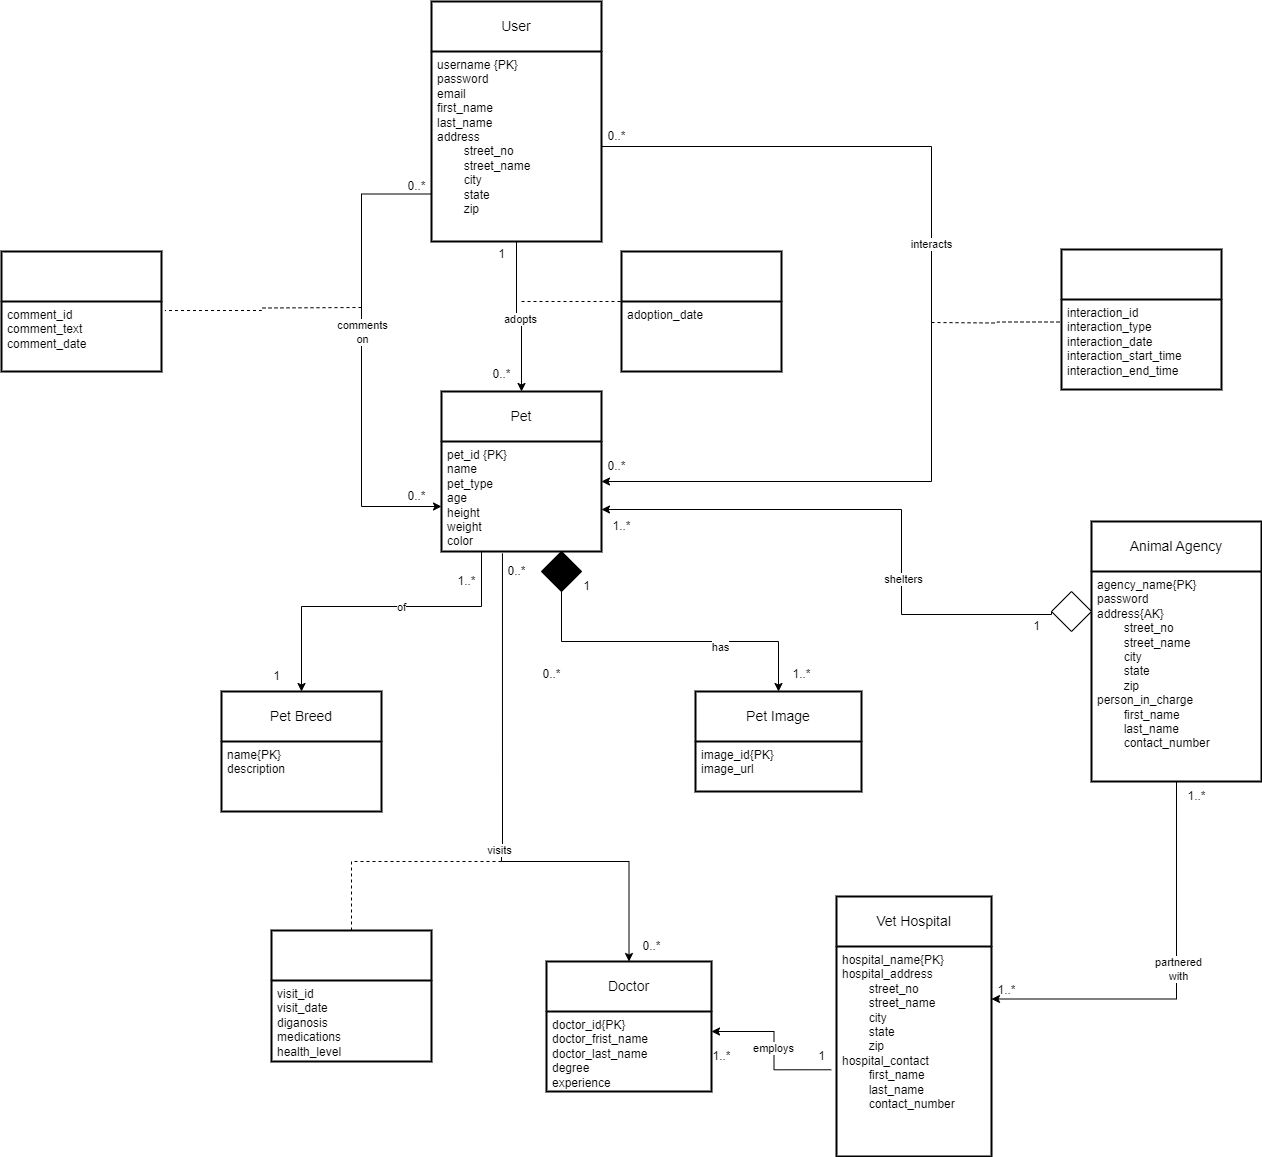 User
username {PK}
password
email
first_name
last_name
address
street_no
street_name
city
state
zip
0..*
0..*
1
interacts
comment_id
comment_text
comment_date
comments
on
adopts
adoption_date
interaction_id
interaction_type
interaction_date
interaction_start_time
interaction_end_time
0..*
Pet
pet_id {PK}
name
pet_type
age
height
weight
color
0..*
0..*
1..*
shelters
1
Animal Agency
agency_name{PK}
password
address{AK}
street_no
street_name
city
state
zip
person_in_charge
first_name
last_name
contact_number
1..*
0..*
1
of
has
1
0..*
1..*
Pet Breed
name{PK}
description
Pet Image
image_id{PK}
image_url
1..*
visits
visit_id
visit_date
diganosis
medications
health_level
0..*
Doctor
doctor_id{PK}
doctor_frist_name
doctor_last_name
degree
experience
1..*
employs
1
Vet Hospital
hospital_name{PK}
hospital_address
street_no
street_name
city
state
zip
hospital_contact
first_name
last_name
contact_number
partnered
with
1..*